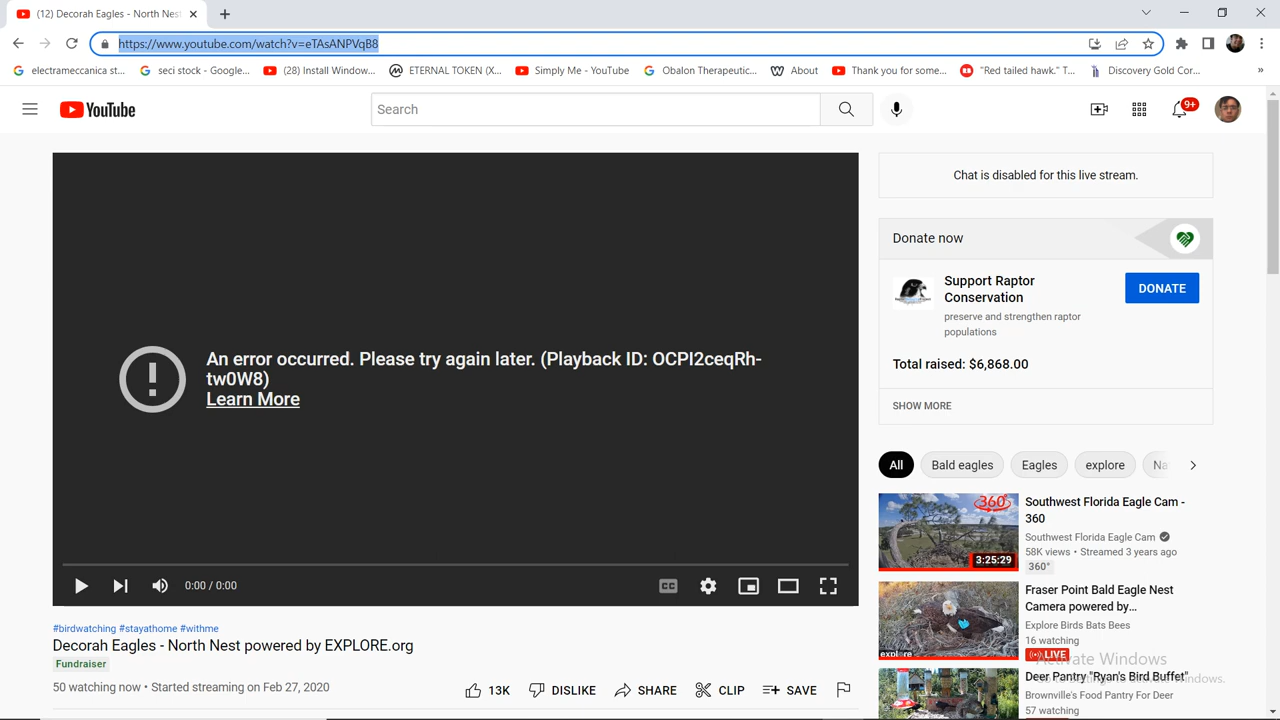 (12) Decorah Eagles - North Nest
https://www.youtube.com/watch?v=eTAsANPVqB8
electrameccanica st...
seci stock - Google...
(28) Install Window...
ETERNAL TOKEN (X...
Simply Me - YouTube
Obalon Therapeutic...
About
Thank you for some...
"Red tailed hawk." T...
Discovery Gold Cor...
»
YouTube
Search
9+
An error occurred. Please try again later. (Playback ID: OCPI2ceqRh-
tw0W8)
Learn More
0:00 / 0:00
CC
#birdwatching #stayathome #withme
Decorah Eagles - North Nest powered by EXPLORE.org
Fundraiser
50 watching now • Started streaming on Feb 27, 2020
13K
DISLIKE
SHARE
CLIP
SAVE
Chat is disabled for this live stream.
Donate now
Support Raptor
Conservation
preserve and strengthen raptor
populations
DONATE
Total raised: $6,868.00
SHOW MORE
All
Bald eagles
Eagles
explore
Na
360°
3:25:29
Southwest Florida Eagle Cam -
360
Southwest Florida Eagle Cam
58K views • Streamed 3 years ago
360°
explore
Fraser Point Bald Eagle Nest
Camera powered by...
Explore Birds Bats Bees
16 watching
LIVE
Activate Windows
Deer Pantry "Ryan's Bird Buffet"
Brownville's Food Pantry For Deer
57 watching